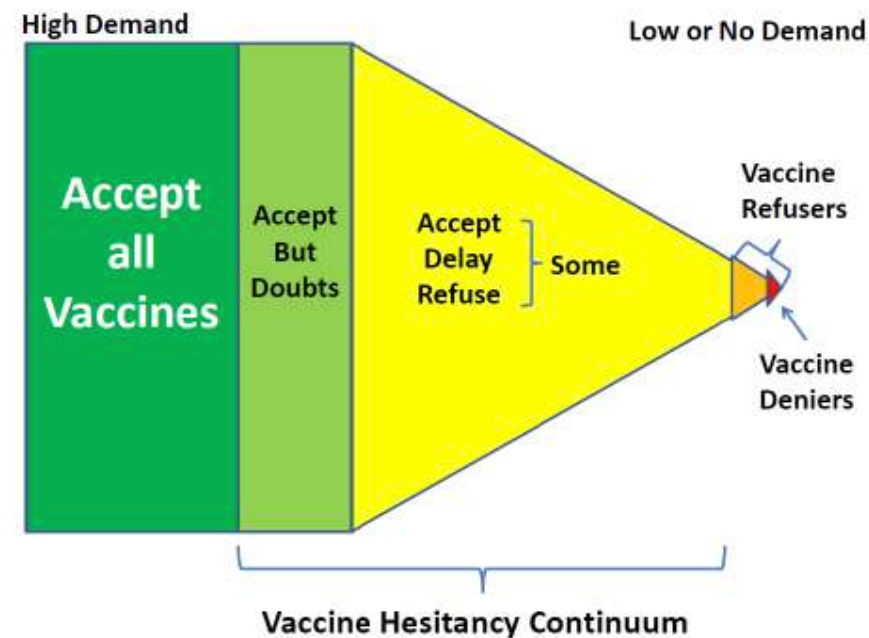 High Demand
Low or No Demand
Accept
all
Vaccines
Accept
But
Doubts
Accept
Delay
Refuse
Some
Vaccine
Refusers
Vaccine
Deniers
Vaccine Hesitancy Continuum